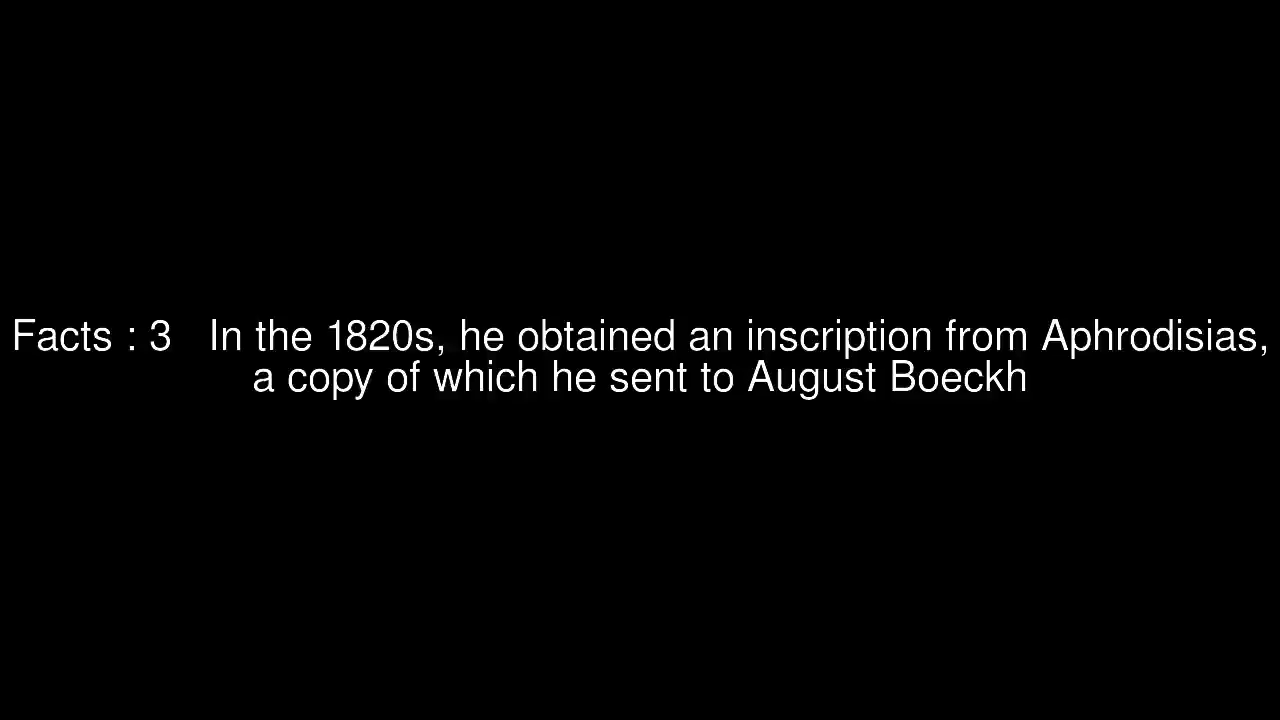 Facts : 3   In the 1820s, he obtained an inscription from Aphrodisias,
a copy of which he sent to August Boeckh